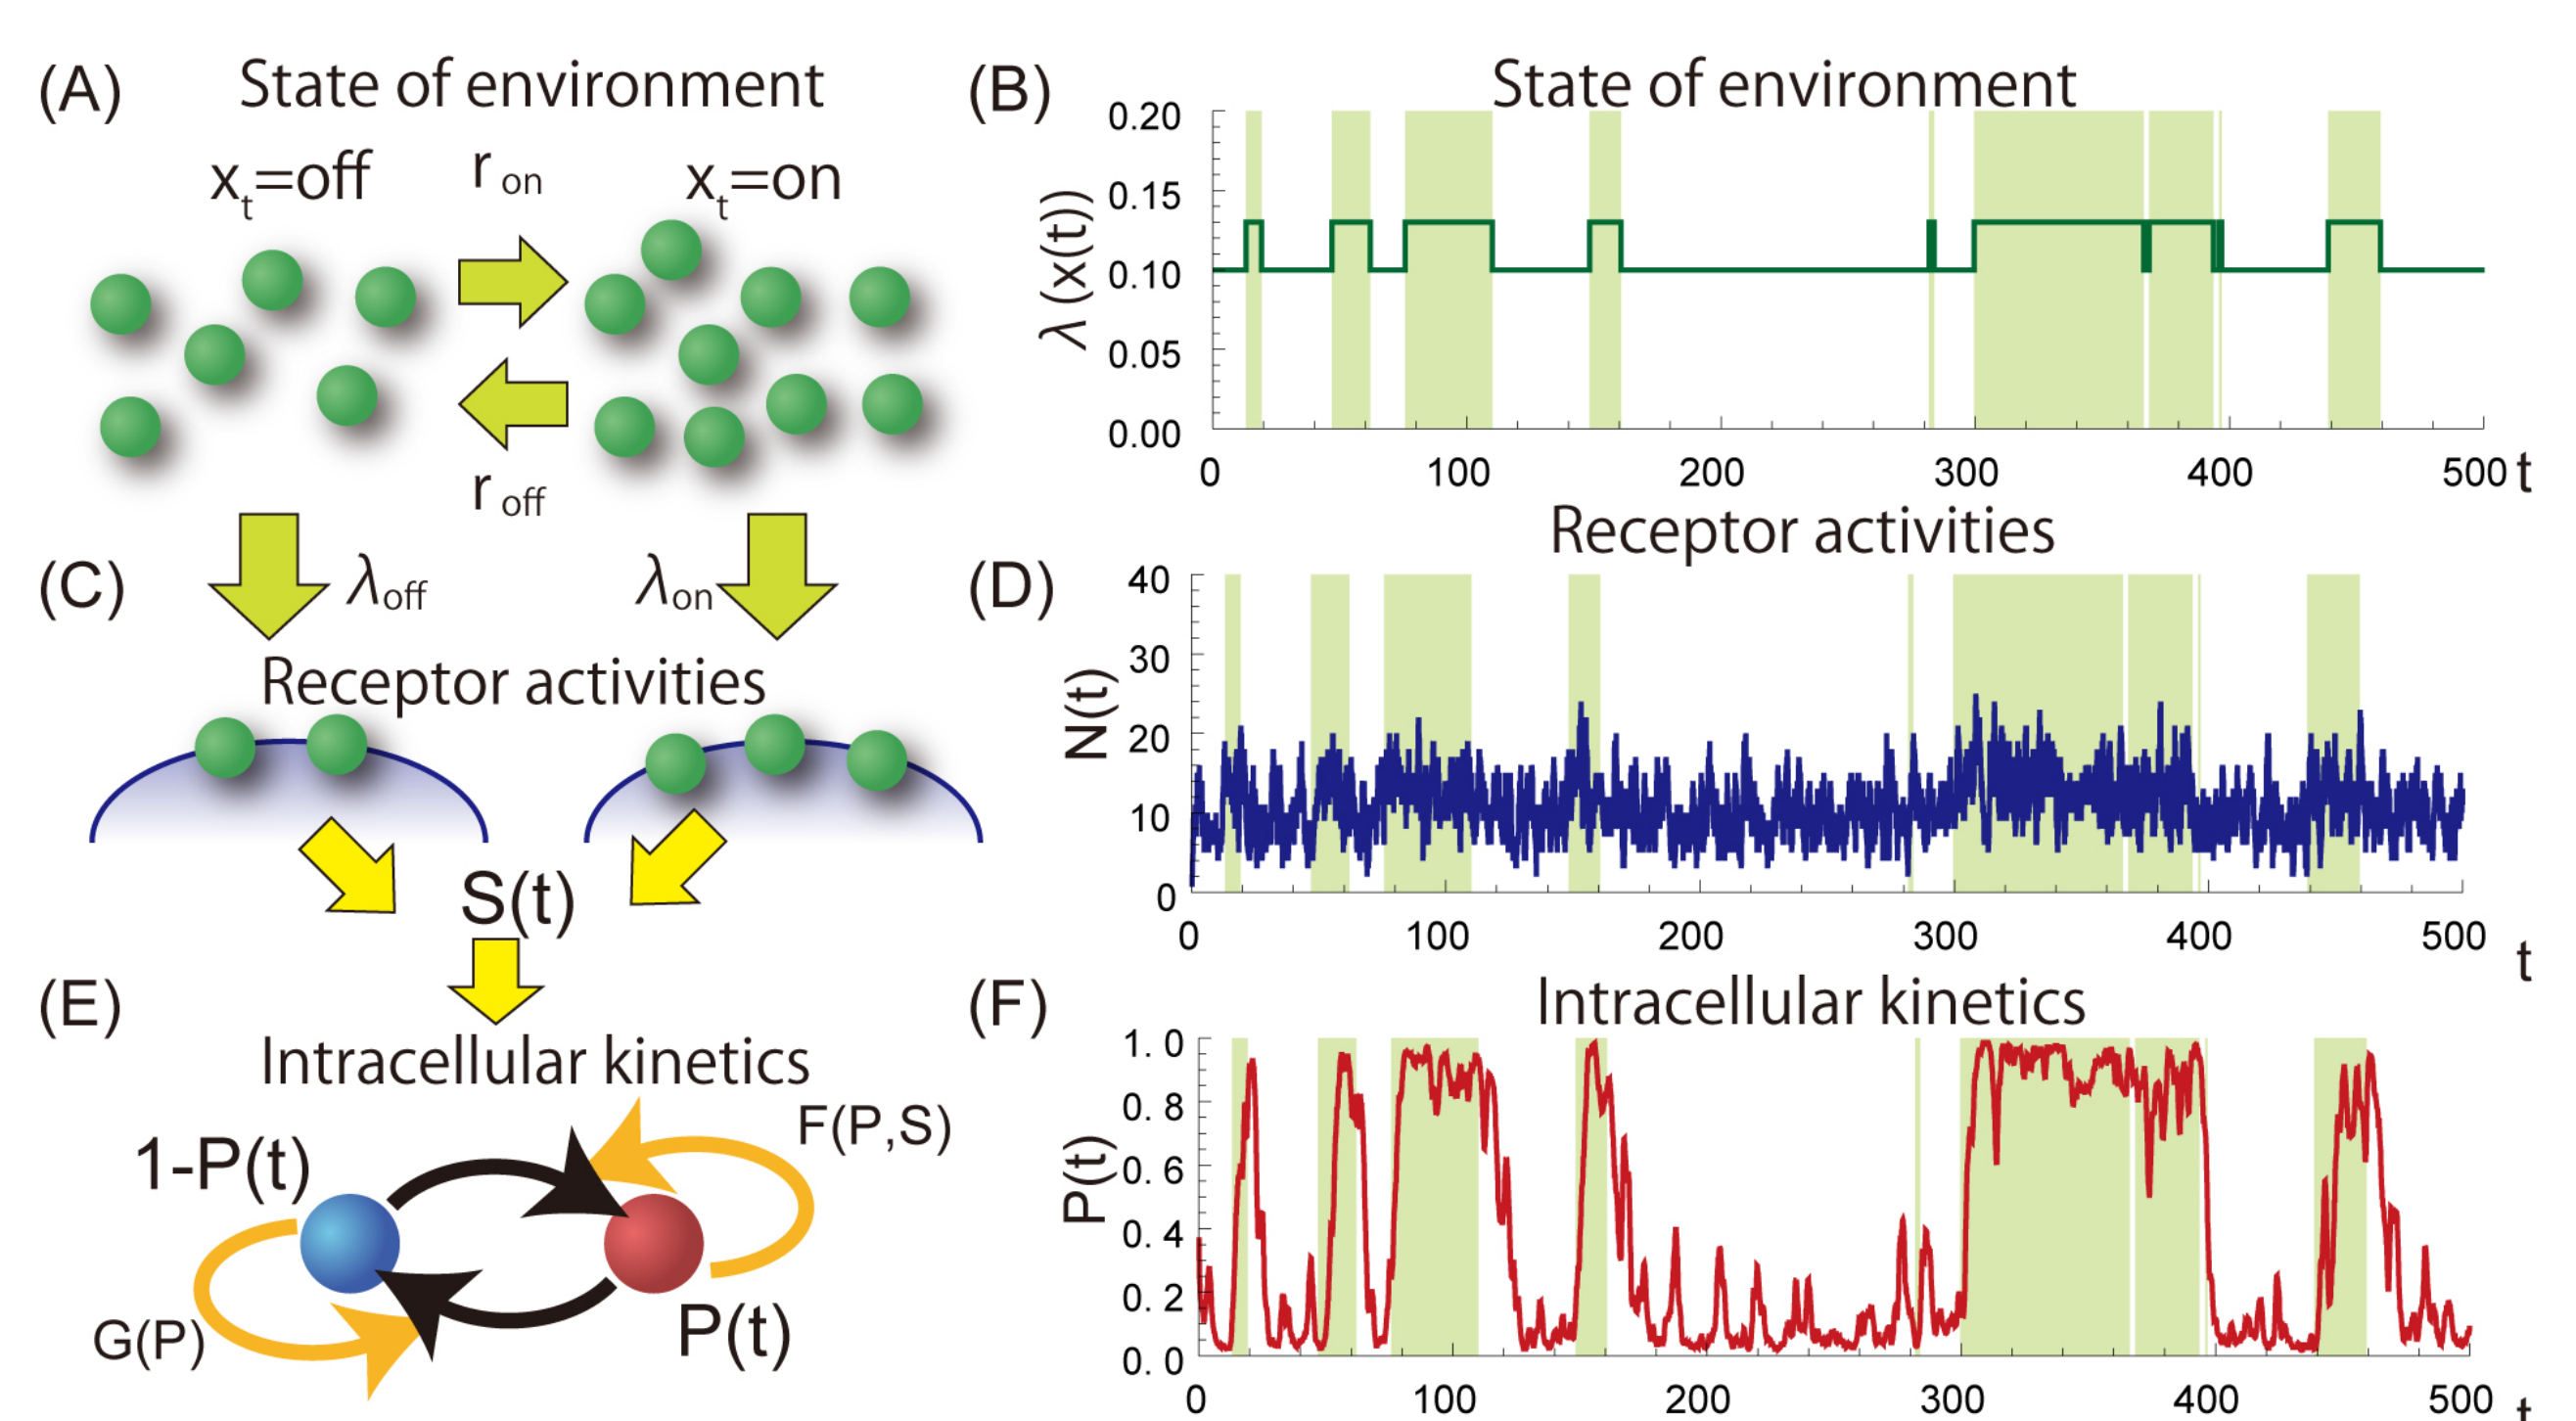 (A)
State of environment
xt=off
r on
xt=on
r off
λoff
λon
(C)
Receptor activities
S(t)
(E)
Intracellular kinetics
F(P,S)
1-P(t)
G(P)
P(t)
(B)
State of environment
λ (x(t))
0.20
0.15
0.10
0.05
0.00
0 100 200 300 400 500 t
(D)
Receptor activities
N(t)
40
30
20
10
0
0 100 200 300 400 500 t
(F)
Intracellular kinetics
P(t)
1. 0
0. 8
0. 6
0. 4
0. 2
0. 0
0 100 200 300 400 500 t